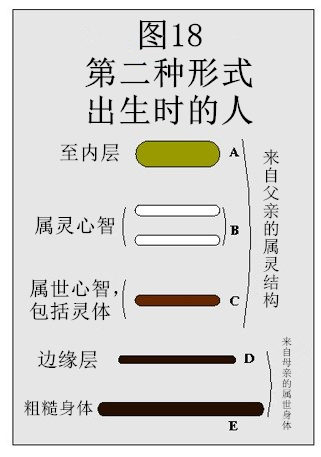 图18
第二种形式
出生时的人
至内层
A
属灵心智
B
属世心智，
包括灵体
C
来自父亲的属灵结构
边缘层
D
粗糙身体
E
来自母亲的属世身体